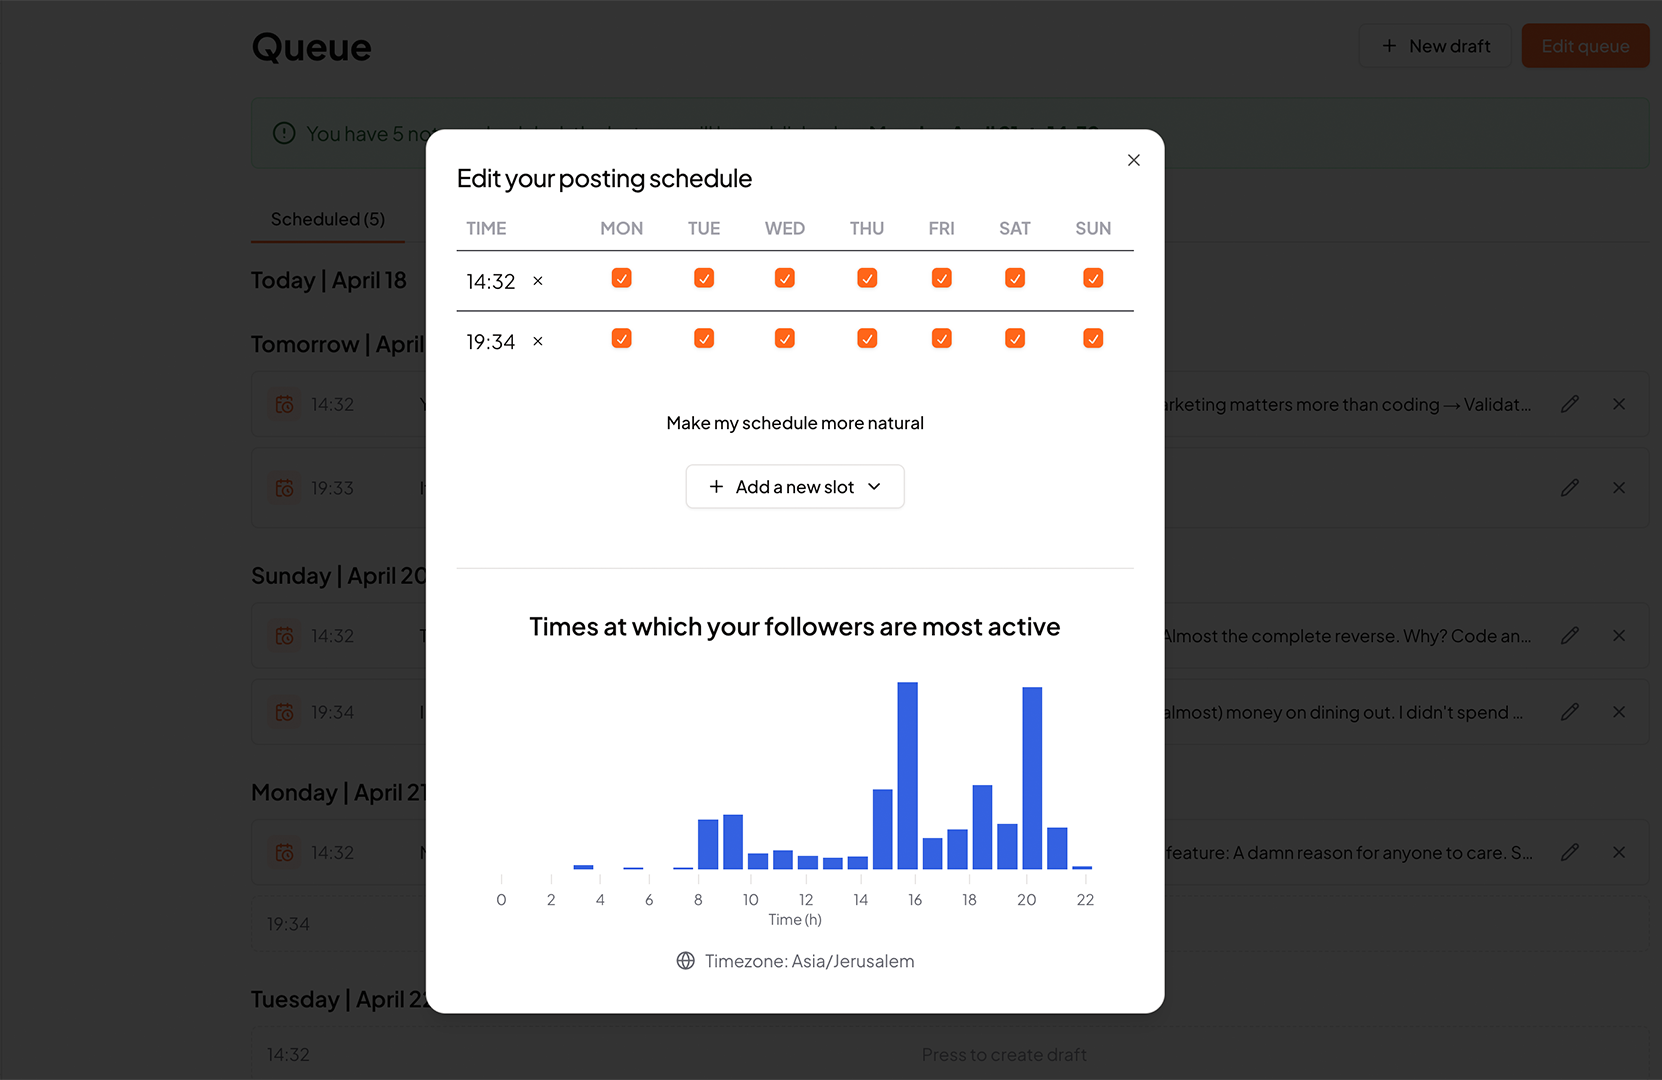 Queue
New draft
Edit queue
You have 5
Scheduled (5)
Today | April 18
Tomorrow | April
14:32
arketing matters more than coding → Validat...
19:33
Sunday | April 20
14:32
Almost the complete reverse. Why? Code an...
19:34
almost) money on dining out. I didn't spend ...
Monday | April 21
14:32
feature: A damn reason for anyone to care. S...
19:34
Tuesday | April 22
14:32
Press to create draft
Edit your posting schedule
TIME MON TUE WED THU FRI SAT SUN
14:32 ×
19:34 ×
Make my schedule more natural
Add a new slot
Times at which your followers are most active
0 2 4 6 8 10 12 14 16 18 20 22
Time (h)
Timezone: Asia/Jerusalem